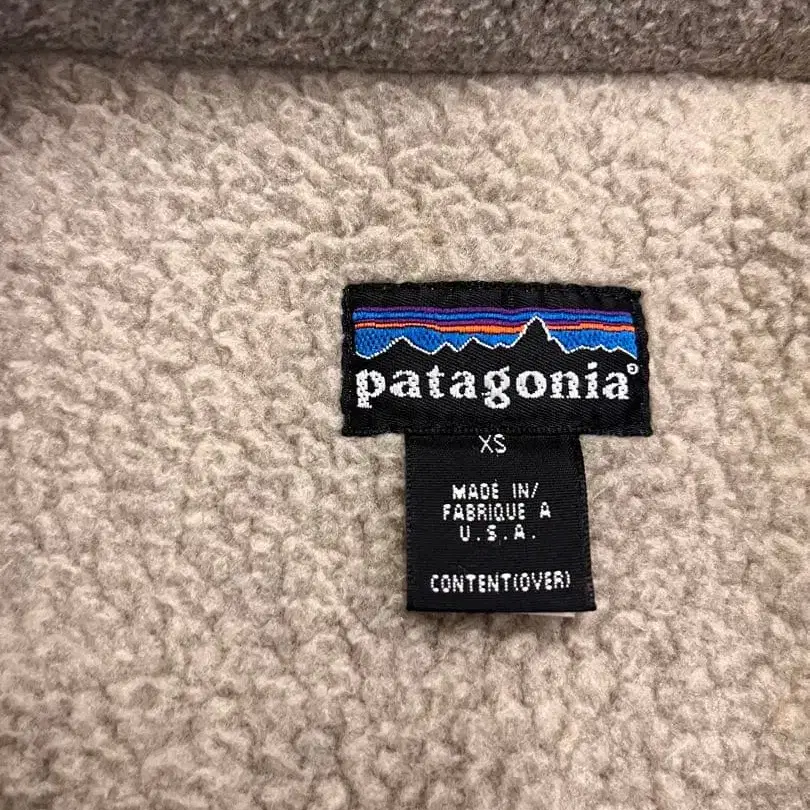 patagonia®
XS
MADE IN/
FABRIQUE A
U.S.A.
CONTENT(OVER)